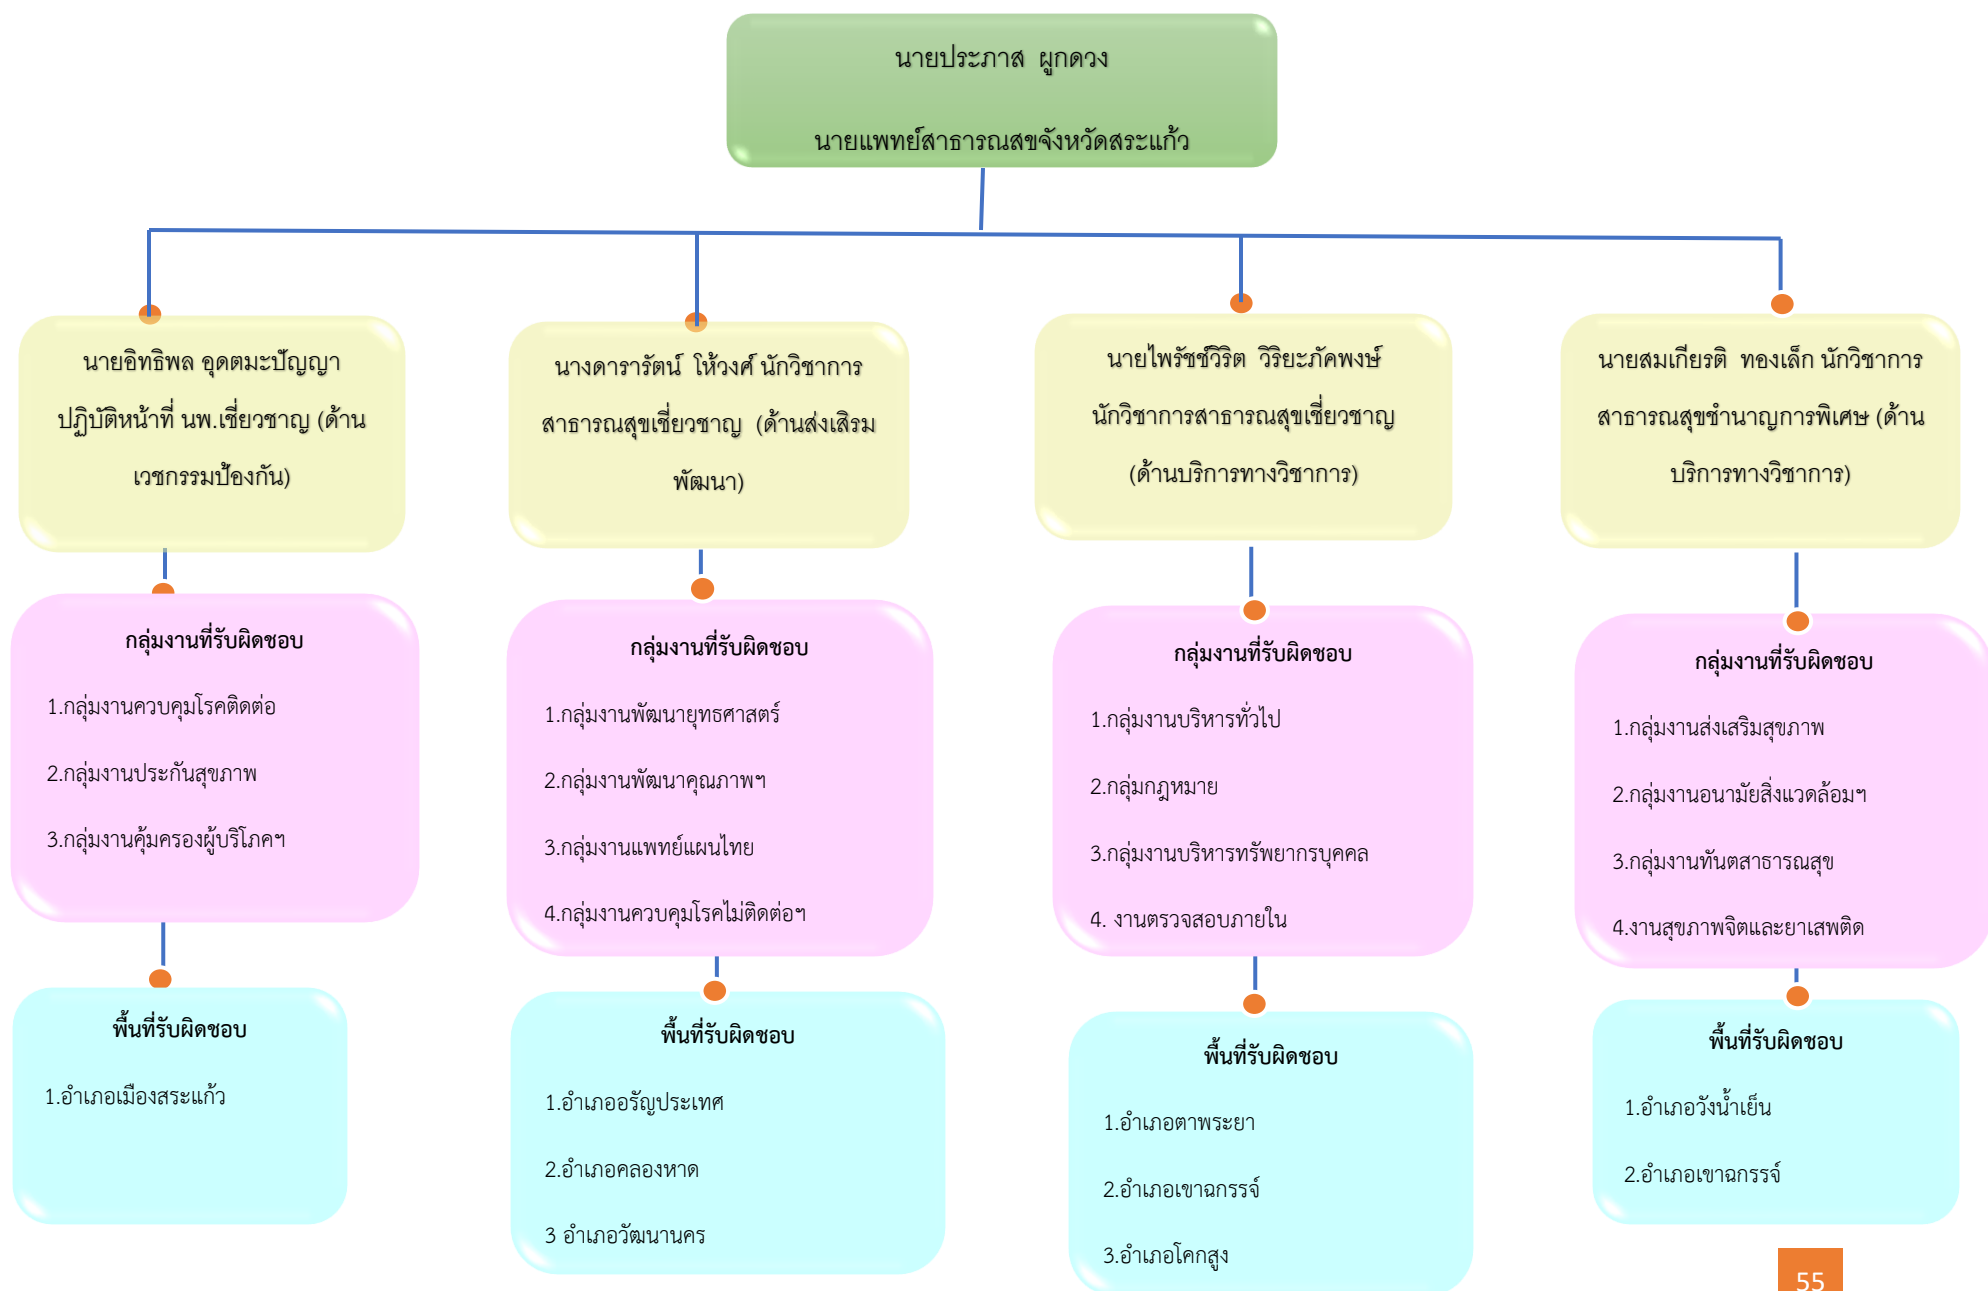 นายประภาส ผูกดวง
นายแพทย์สาธารณสขจังหวัดสระแก้ว
นายอิทธิพล อุดตมะปัญญา
ปฏิบัติหน้าที่ นพ.เชี่ยวชาญ (ด้าน
เวชกรรมป้องกัน)
นางดารารัตน์ โห้วงศ์ นักวิชาการ
สาธารณสุขเชี่ยวชาญ (ด้านส่งเสิรม
พัฒนา)
นายไพรัชช์วิริต วิริยะภัคพงษ์
นักวิชาการสาธารณสุขเชี่ยวชาญ
(ด้านบริการทางวิชาการ)
นายสมเกียรติ ทองเล็ก นักวิชาการ
สาธารณสุขชำนาญการพิเศษ (ด้าน
บริการทางวิชาการ)
กลุ่มงานที่รับผิดชอบ
1.กลุ่มงานควบคุมโรคติดต่อ
2.กลุ่มงานประกันสุขภาพ
3.กลุ่มงานคุ้มครองผู้บริโภคฯ
กลุ่มงานที่รับผิดชอบ
1.กลุ่มงานพัฒนายุทธศาสตร์
2.กลุ่มงานพัฒนาคุณภาพฯ
3.กลุ่มงานแพทย์แผนไทย
4.กลุ่มงานควบคุมโรคไม่ติดต่อฯ
กลุ่มงานที่รับผิดชอบ
1.กลุ่มงานบริหารทั่วไป
2.กลุ่มกฎหมาย
3.กลุ่มงานบริหารทรัพยากรบุคคล
4. งานตรวจสอบภายใน
กลุ่มงานที่รับผิดชอบ
1.กลุ่มงานส่งเสริมสุขภาพ
2.กลุ่มงานอนามัยสิ่งแวดล้อมฯ
3.กลุ่มงานทันตสาธารณสุข
4.งานสุขภาพจิตและยาเสพติด
พื้นที่รับผิดชอบ
1.อำเภอเมืองสระแก้ว
พื้นที่รับผิดชอบ
1.อำเภออรัญประเทศ
2.อำเภอคลองหาด
3 อำเภอวัฒนานคร
พื้นที่รับผิดชอบ
1.อำเภอตาพระยา
2.อำเภอเขาฉกรรจ์
3.อำเภอโคกสูง
พื้นที่รับผิดชอบ
1.อำเภอวังน้ำเย็น
2.อำเภอเขาฉกรรจ์
55